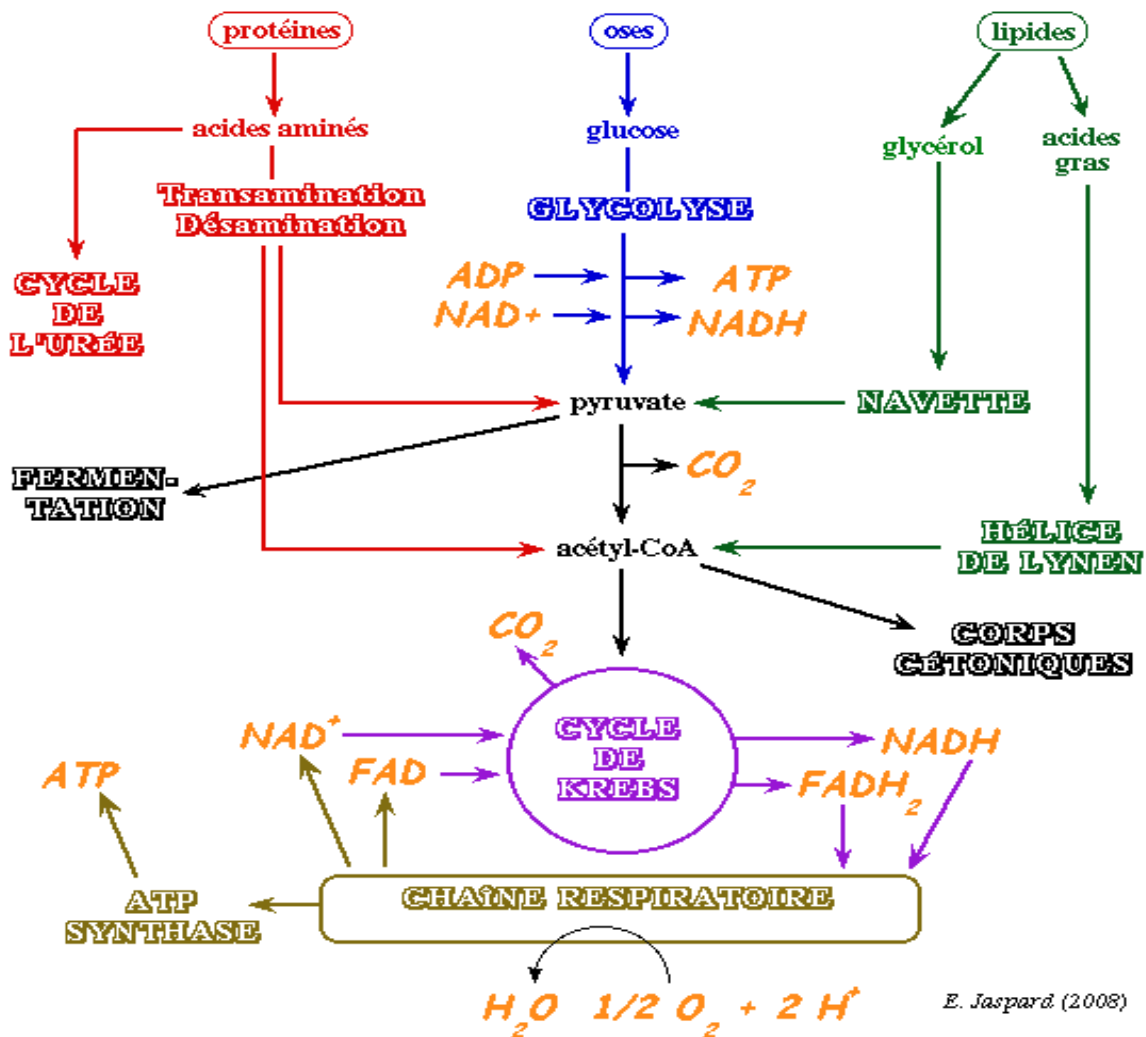 protéines
oses
lipides
acides aminés
glucose
glycérol
acides
gras
Transamination
Désamination
GLYCOLYSE
CYCLE
DE
L'URÉE
ADP
ATP
NAD+
NADH
pyruvate
NAVETTE
FERMEN-
TATION
CO2
acétyl-CoA
HÉLICE
DE LYNEN
CO2
CORPS
CÉTONIQUES
CYCLE
DE
KREBS
NAD+
NADH
FAD
FADH2
ATP
CHAÎNE RESPIRATOIRE
ATP
SYNTHASE
H2O 1/2 O2 + 2 H+
E. Jaspard (2008)